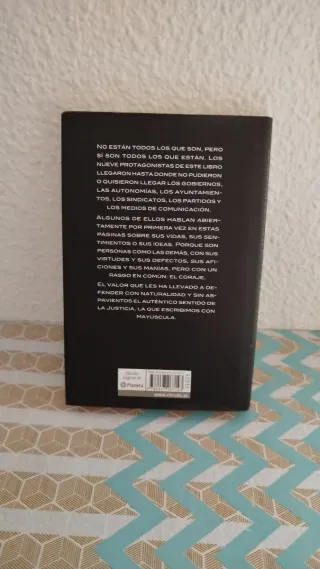 NO ESTÁN TODOS LOS QUE SON, PERO
SÍ SON TODOS LOS QUE ESTÁN. LOS
NUEVE PROTAGONISTAS DE ESTE LIBRO
LLEGARON HASTA DONDE NO PUDIERON
O QUISIERON LLEGAR LOS GOBIERNOS,
LAS AUTONOMÍAS, LOS AYUNTAMIEN-
TOS, LOS SINDICATOS, LOS PARTIDOS Y
LOS MEDIOS DE COMUNICACIÓN.
ALGUNOS DE ELLOS HABLAN ABIER-
TAMENTE POR PRIMERA VEZ EN ESTAS
PÁGINAS SOBRE SUS VIDAS, SUS SEN-
TIMIENTOS O SUS IDEAS. PORQUE SON
PERSONAS COMO LAS DEMÁS, CON SUS
VIRTUDES Y SUS DEFECTOS, SUS AFI-
CIONES Y SUS MANÍAS, PERO CON UN
RASGO EN COMÚN: EL CORAJE.
EL VALOR QUE LES HA LLEVADO A DE-
FENDER CON NATURALIDAD Y SIN AS-
PAVIENTOS EL AUTÉNTICO SENTIDO DE
LA JUSTICIA, LA QUE ESCRIBIMOS CON
MAYÚSCULA.
Planeta